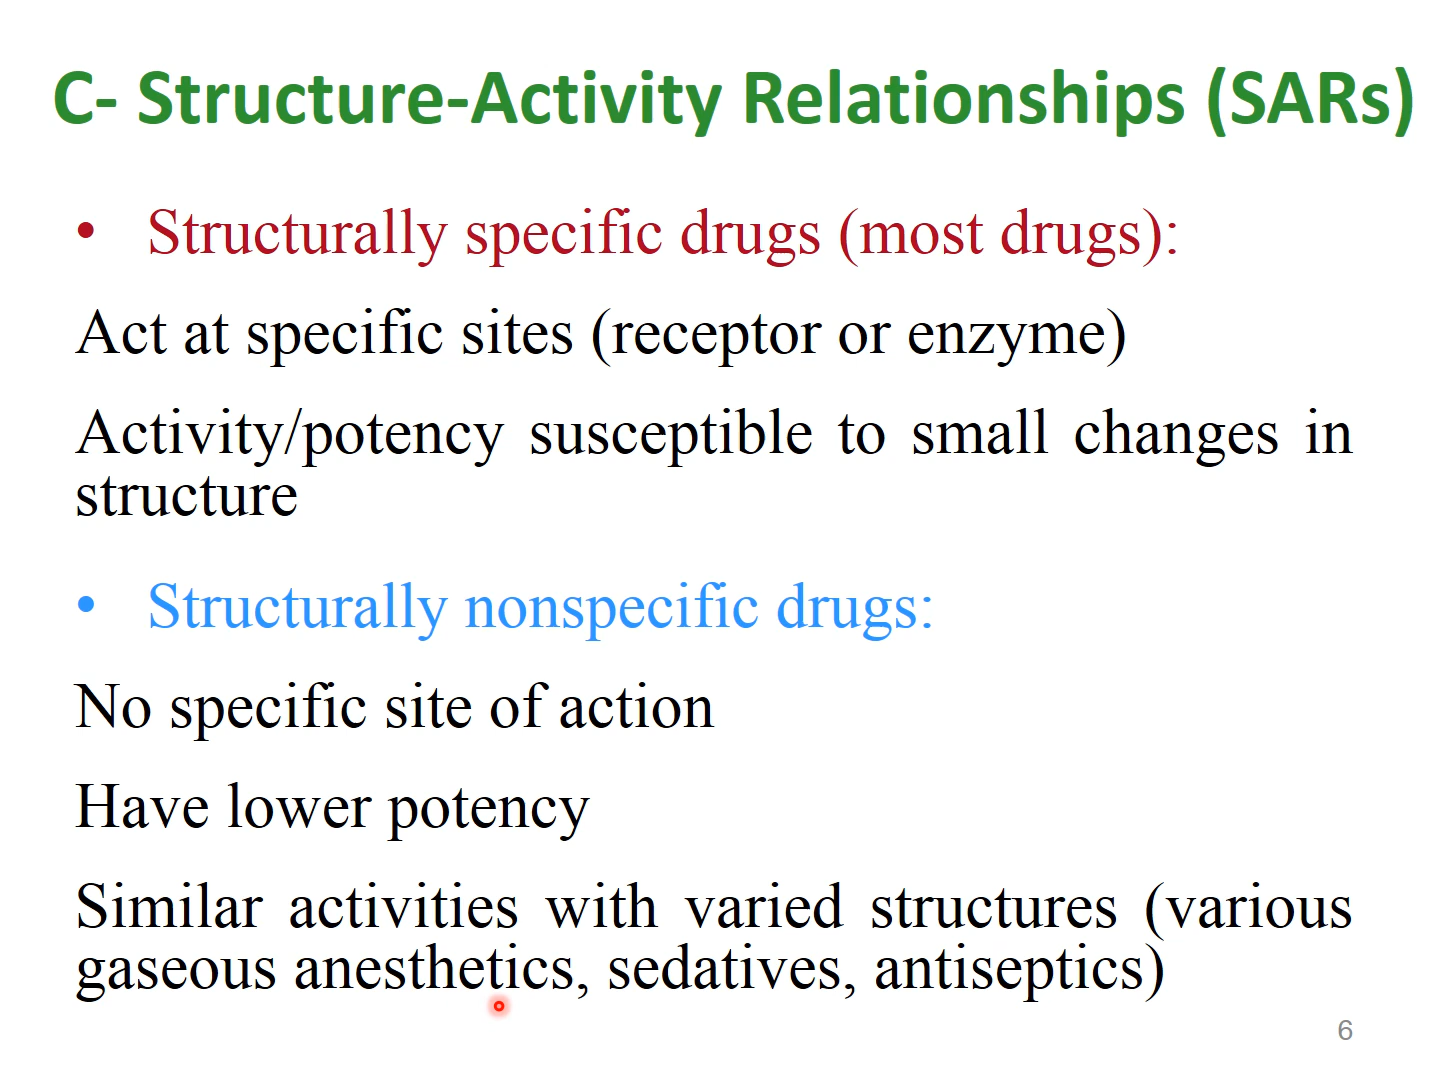 C- Structure-Activity Relationships (SARs)
• Structurally specific drugs (most drugs):
Act at specific sites (receptor or enzyme)
Activity/potency susceptible to small changes in
structure
• Structurally nonspecific drugs:
No specific site of action
Have lower potency
Similar activities with varied structures (various
gaseous anesthetics, sedatives, antiseptics)
6